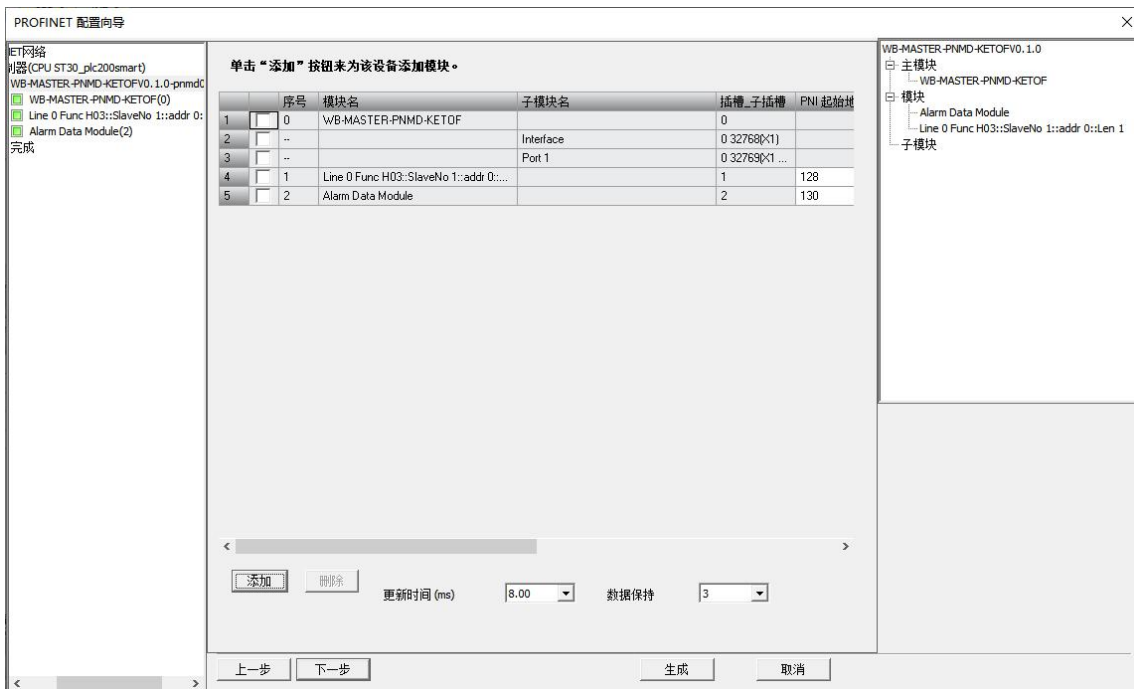 PROFINET 配置向导
ET网络
制器(CPU ST30_plc200smart)
WB-MASTER-PNMD-KETOFV0.1.0-pnmd0
WB-MASTER-PNMD-KETOF(0)
Line 0 Func H03::SlaveNo 1::addr 0:
Alarm Data Module(2)
完成
单击“添加”按钮来为该设备添加模块。
序号 模块名 子模块名 插槽_子插槽 PNI 起始地
1 0 WB-MASTER-PNMD-KETOF 0
2 -- Interface 0 32768(X1)
3 -- Port 1 0 32769(X1 ...
4 1 Line 0 Func H03::SlaveNo 1::addr 0::... 1 128
5 2 Alarm Data Module 2 130
添加 删除 更新时间 (ms) 8.00 数据保持 3
上一步 下一步 生成 取消
WB-MASTER-PNMD-KETOFV0.1.0
主模块
WB-MASTER-PNMD-KETOF
模块
Alarm Data Module
Line 0 Func H03::SlaveNo 1::addr 0::Len 1
子模块